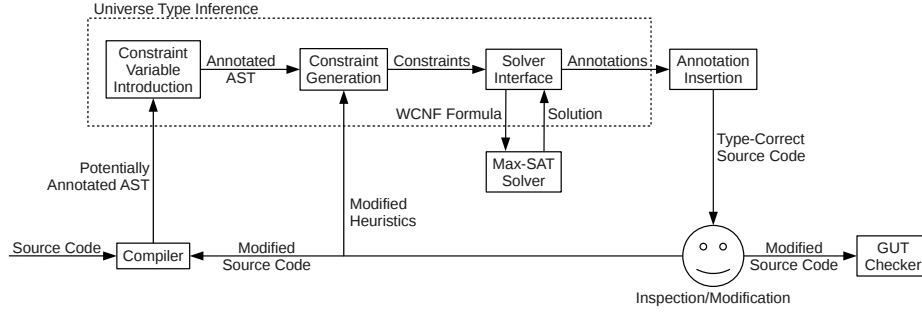 Universe Type Inference
Constraint
Variable
Introduction
Annotated
AST
Constraint
Generation
Constraints
Solver
Interface
Annotations
Annotation
Insertion
WCNF Formula
Solution
Max-SAT
Solver
Type-Correct
Source Code
Potentially
Annotated AST
Modified
Heuristics
Source Code
Compiler
Modified
Source Code
Modified
Source Code
GUT
Checker
Inspection/Modification